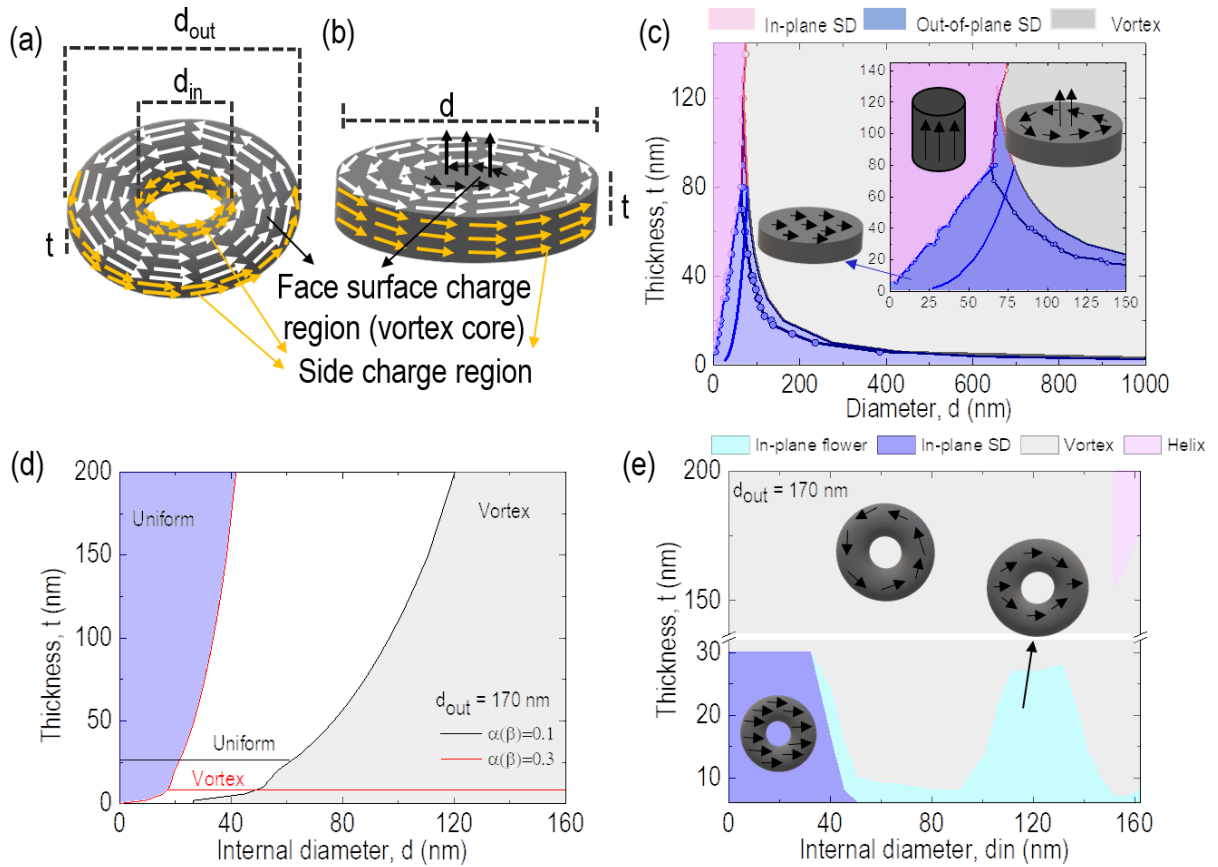 (a)
d_out
d_in
t
(b)
d
t
Face surface charge
region (vortex core)
Side charge region
In-plane SD
Out-of-plane SD
Vortex
(c)
Thickness, t (nm)
120
80
40
0
0
200
400
600
800
1000
Diameter, d (nm)
140
120
100
80
60
40
20
0
0
25
50
75
100
125
150
(d)
Thickness, t (nm)
200
150
100
50
0
0
40
80
120
160
Internal diameter, d (nm)
Uniform
Vortex
Uniform
Vortex
d_out = 170 nm
α(β)=0.1
α(β)=0.3
In-plane flower
In-plane SD
Vortex
Helix
(e)
d_out = 170 nm
Thickness, t (nm)
200
150
30
20
10
0
40
80
120
160
Internal diameter, din (nm)